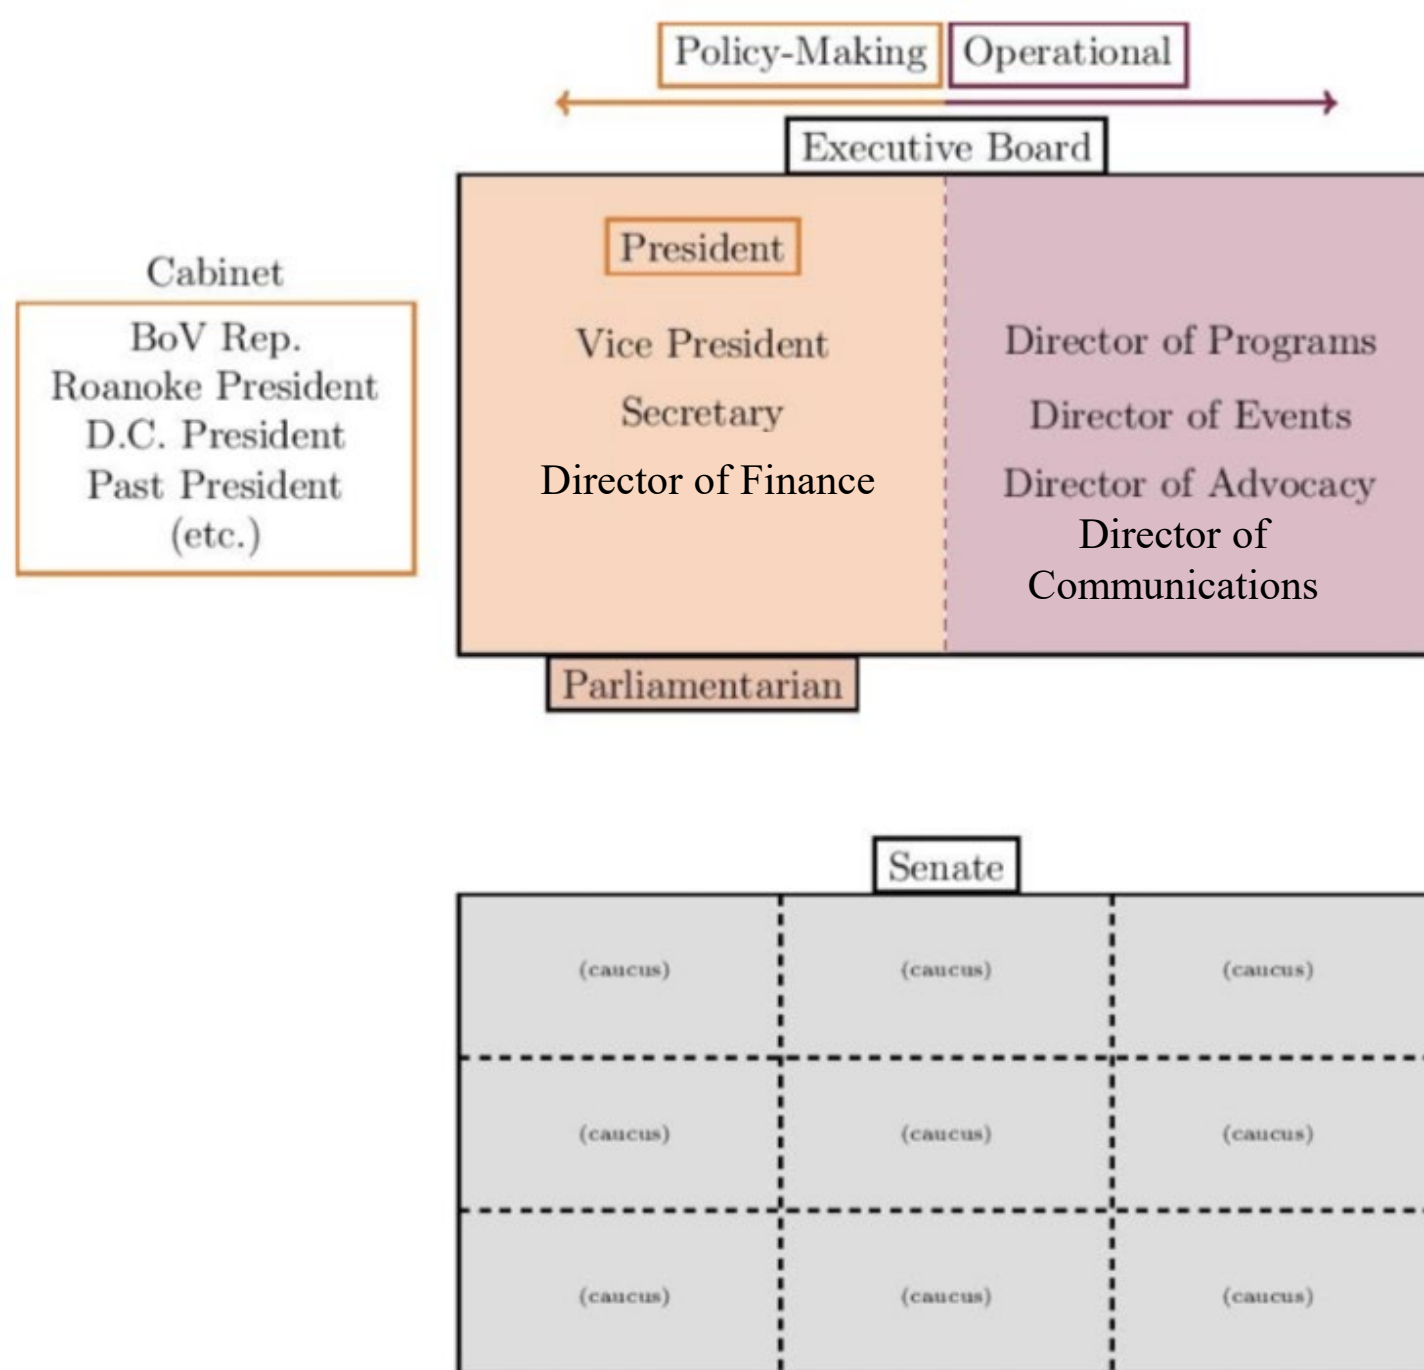 Policy-Making
Operational
Executive Board
Cabinet
BoV Rep.
Roanoke President
D.C. President
Past President
(etc.)
President
Vice President
Secretary
Director of Finance
Director of Programs
Director of Events
Director of Advocacy
Director of
Communications
Parliamentarian
Senate
(caucus)
(caucus)
(caucus)
(caucus)
(caucus)
(caucus)
(caucus)
(caucus)
(caucus)